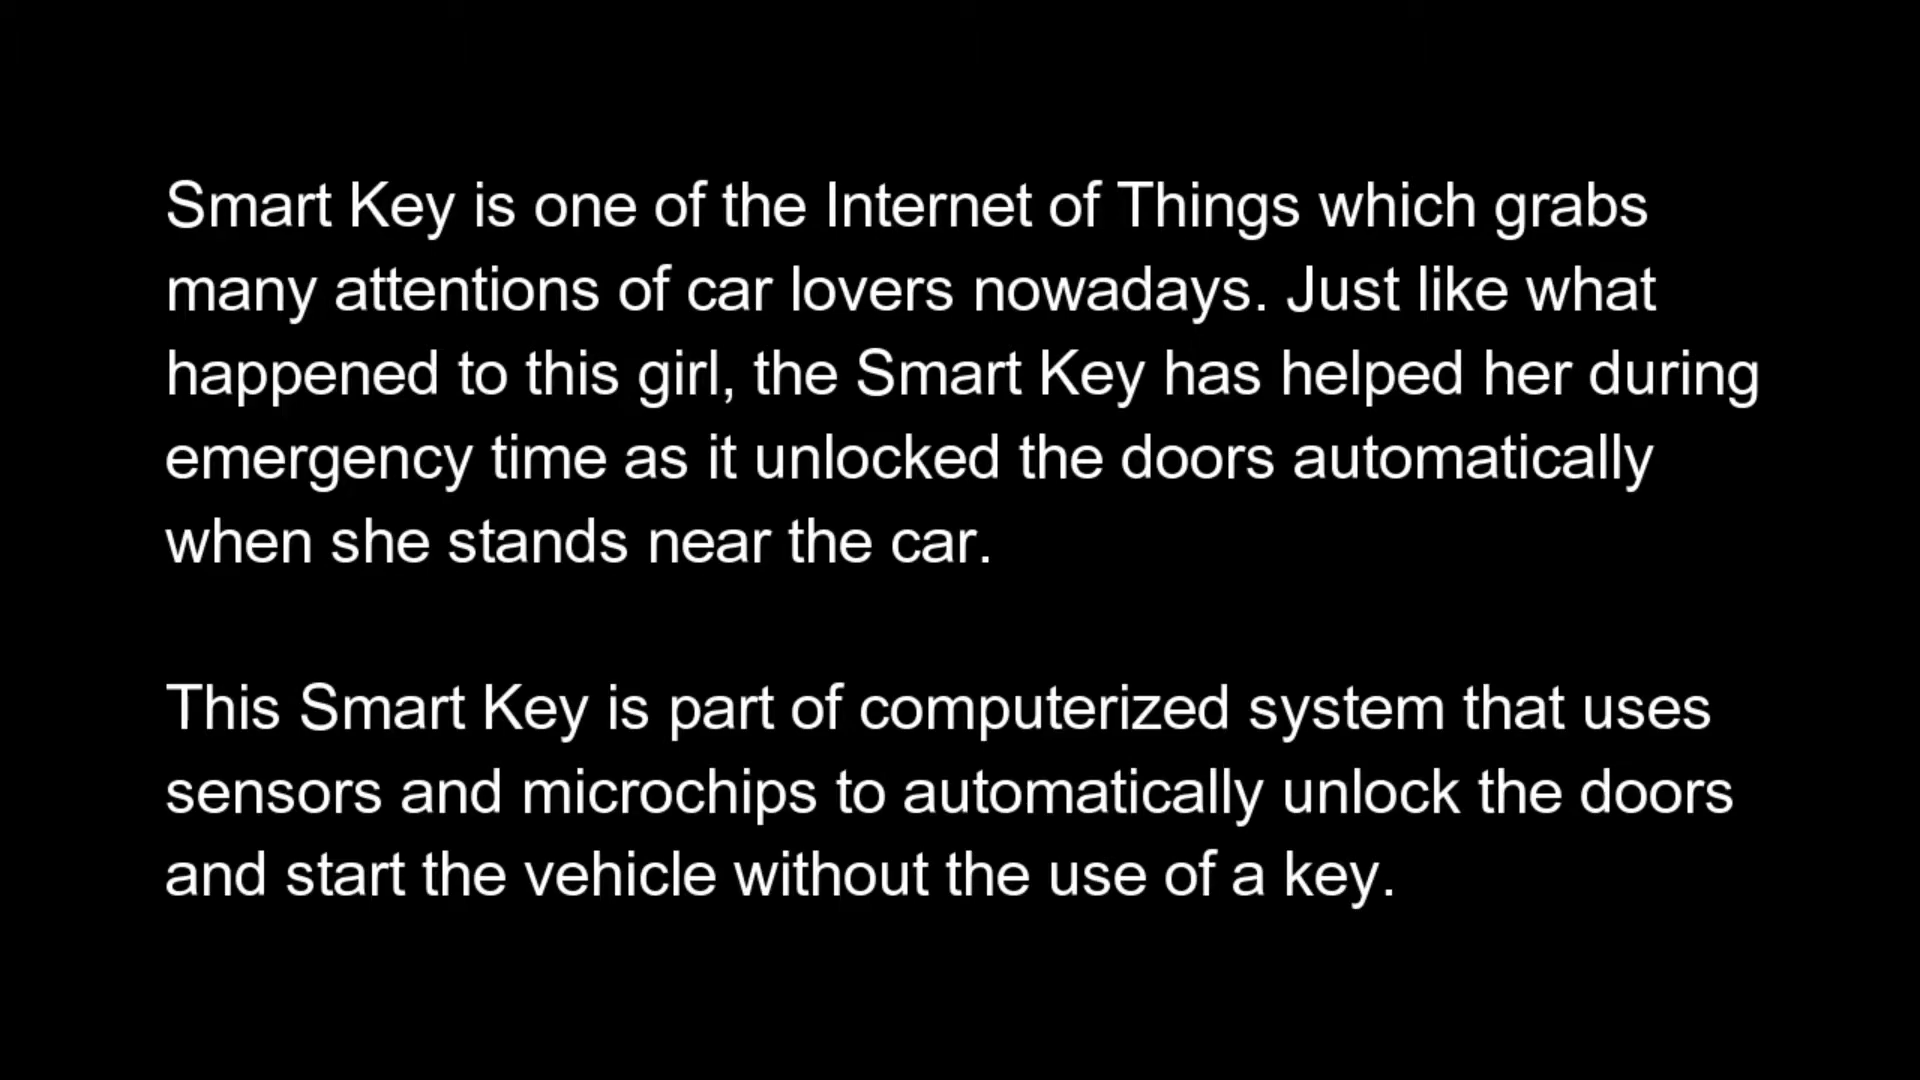 Smart Key is one of the Internet of Things which grabs
many attentions of car lovers nowadays. Just like what
happened to this girl, the Smart Key has helped her during
emergency time as it unlocked the doors automatically
when she stands near the car.
This Smart Key is part of computerized system that uses
sensors and microchips to automatically unlock the doors
and start the vehicle without the use of a key.